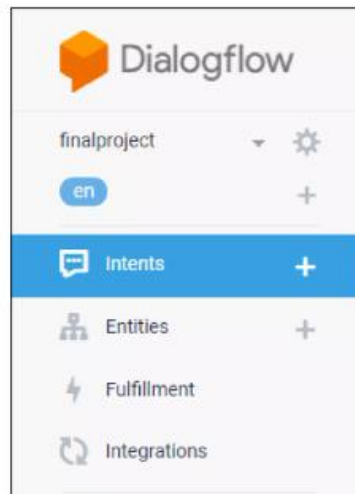 Dialogflow
finalproject
en
Intents
Entities
Fulfillment
Integrations